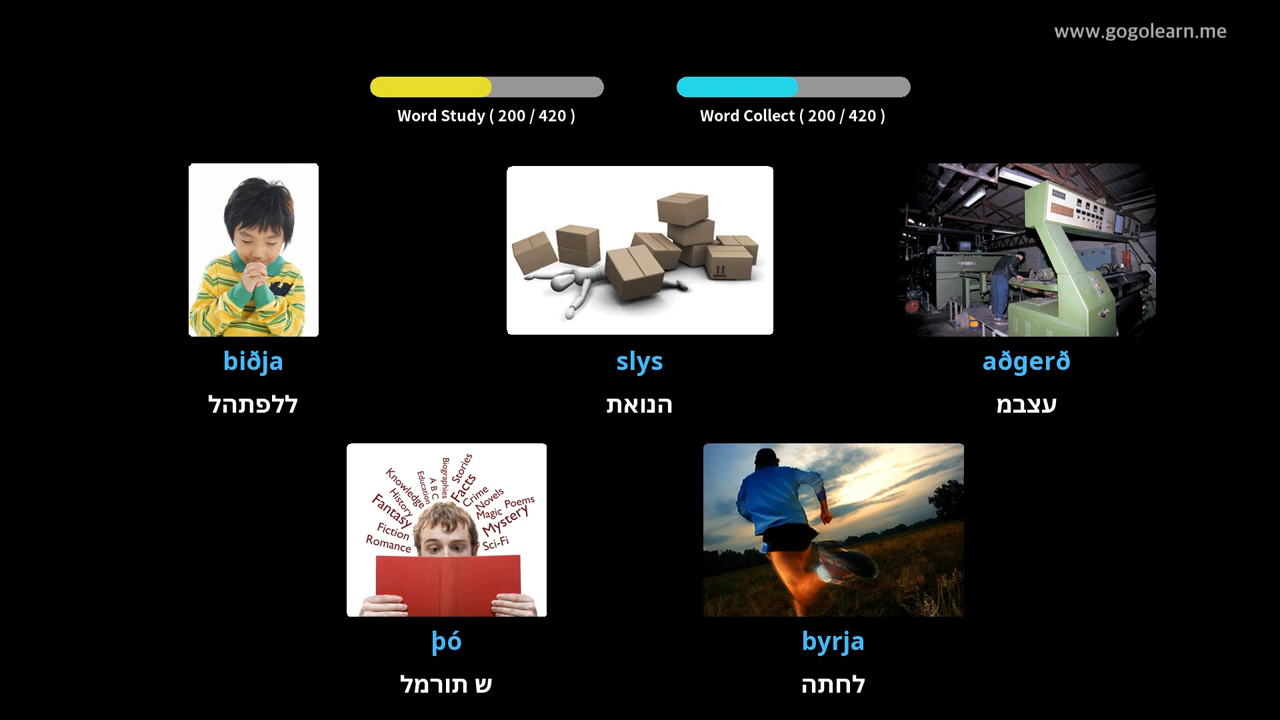 www.gogolearn.me
Word Study ( 200 / 420 )
Word Collect ( 200 / 420 )
biðja
ללפתהל
slys
הנואת
aðgerð
עצבמ
Knowledge
History
Fantasy
Fiction
Romance
Education
A B C
Biographies
Stories
Facts
Crime
Novels
Magic
Poems
Mystery
Sci-Fi
þó
ש תורמל
byrja
לחתה